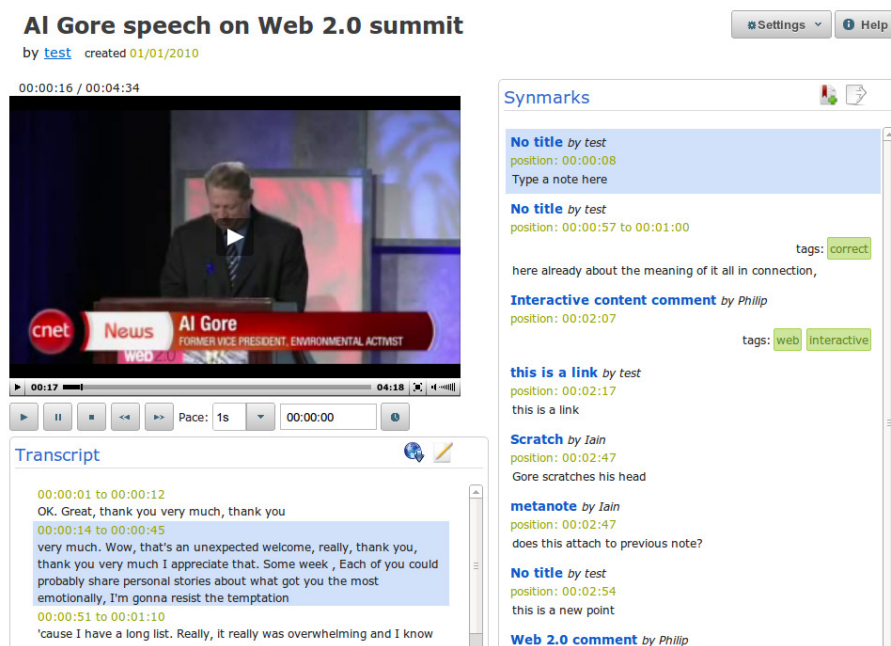 Al Gore speech on Web 2.0 summit
by test created 01/01/2010
Settings
Help
00:00:16 / 00:04:34
cnet
News
Al Gore
FORMER VICE PRESIDENT, ENVIRONMENTAL ACTIVIST
web2.0
00:17
04:18
Pace: 1s
00:00:00
Transcript
00:00:01 to 00:00:12
OK. Great, thank you very much, thank you
00:00:14 to 00:00:45
very much. Wow, that's an unexpected welcome, really, thank you,
thank you very much I appreciate that. Some week , Each of you could
probably share personal stories about what got you the most
emotionally, I'm gonna resist the temptation
00:00:51 to 00:01:10
'cause I have a long list. Really, it really was overwhelming and I know
Synmarks
No title by test
position: 00:00:08
Type a note here
No title by test
position: 00:00:57 to 00:01:00
tags: correct
here already about the meaning of it all in connection,
Interactive content comment by Philip
position: 00:02:07
tags: web interactive
this is a link by test
position: 00:02:17
this is a link
Scratch by Iain
position: 00:02:47
Gore scratches his head
metanote by Iain
position: 00:02:47
does this attach to previous note?
No title by test
position: 00:02:54
this is a new point
Web 2.0 comment by Philip